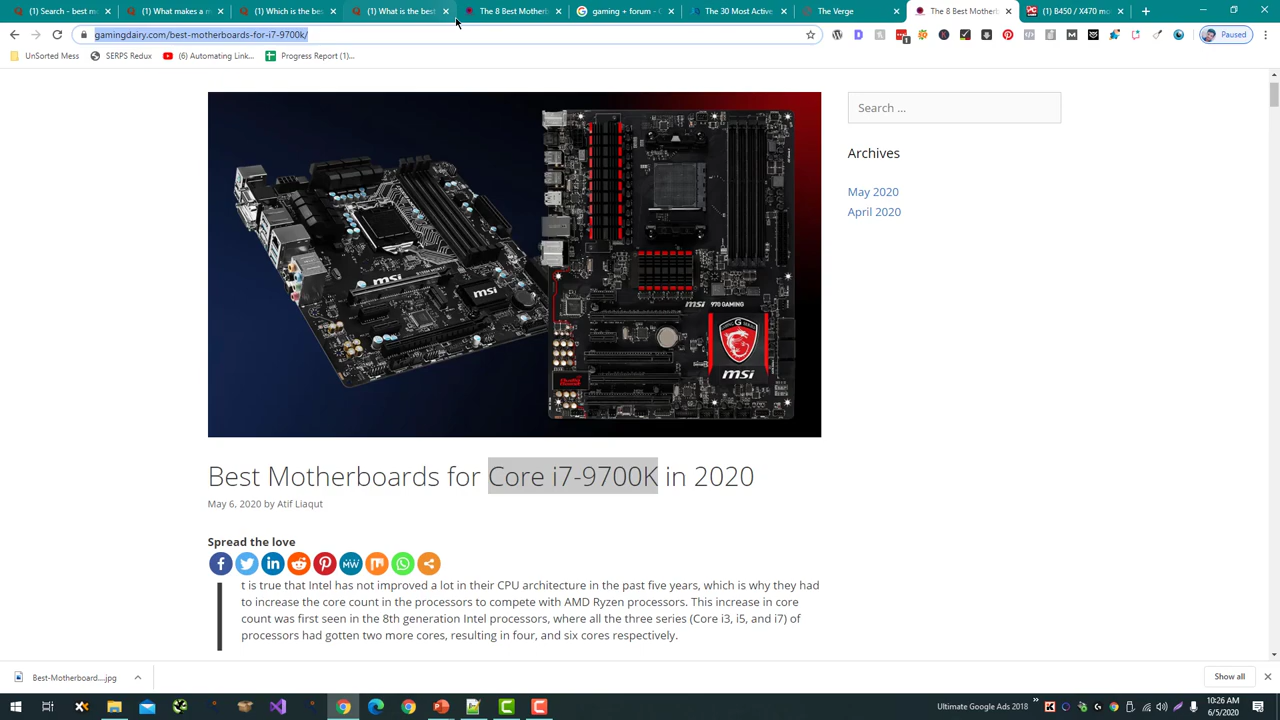 (1) Search - best m
(1) What makes a m
(1) Which is the bes
(1) What is the best
The 8 Best Motherb
gaming + forum - G
The 30 Most Active
The Verge
The 8 Best Motherb
(1) B450 / X470 mo
gamingdairy.com/best-motherboards-for-i7-9700k/
Paused
UnSorted Mess
SERPS Redux
(6) Automating Link...
Progress Report (1)...
Search ...
Archives
May 2020
April 2020
msi
msi 970 GAMING
msi
Best Motherboards for Core i7-9700K in 2020
May 6, 2020 by Atif Liaqut
Spread the love
t is true that Intel has not improved a lot in their CPU architecture in the past five years, which is why they had
to increase the core count in the processors to compete with AMD Ryzen processors. This increase in core
count was first seen in the 8th generation Intel processors, where all the three series (Core i3, i5, and i7) of
processors had gotten two more cores, resulting in four, and six cores respectively.
Best-Motherboard....jpg
Show all
Ultimate Google Ads 2018
10:26 AM
6/5/2020